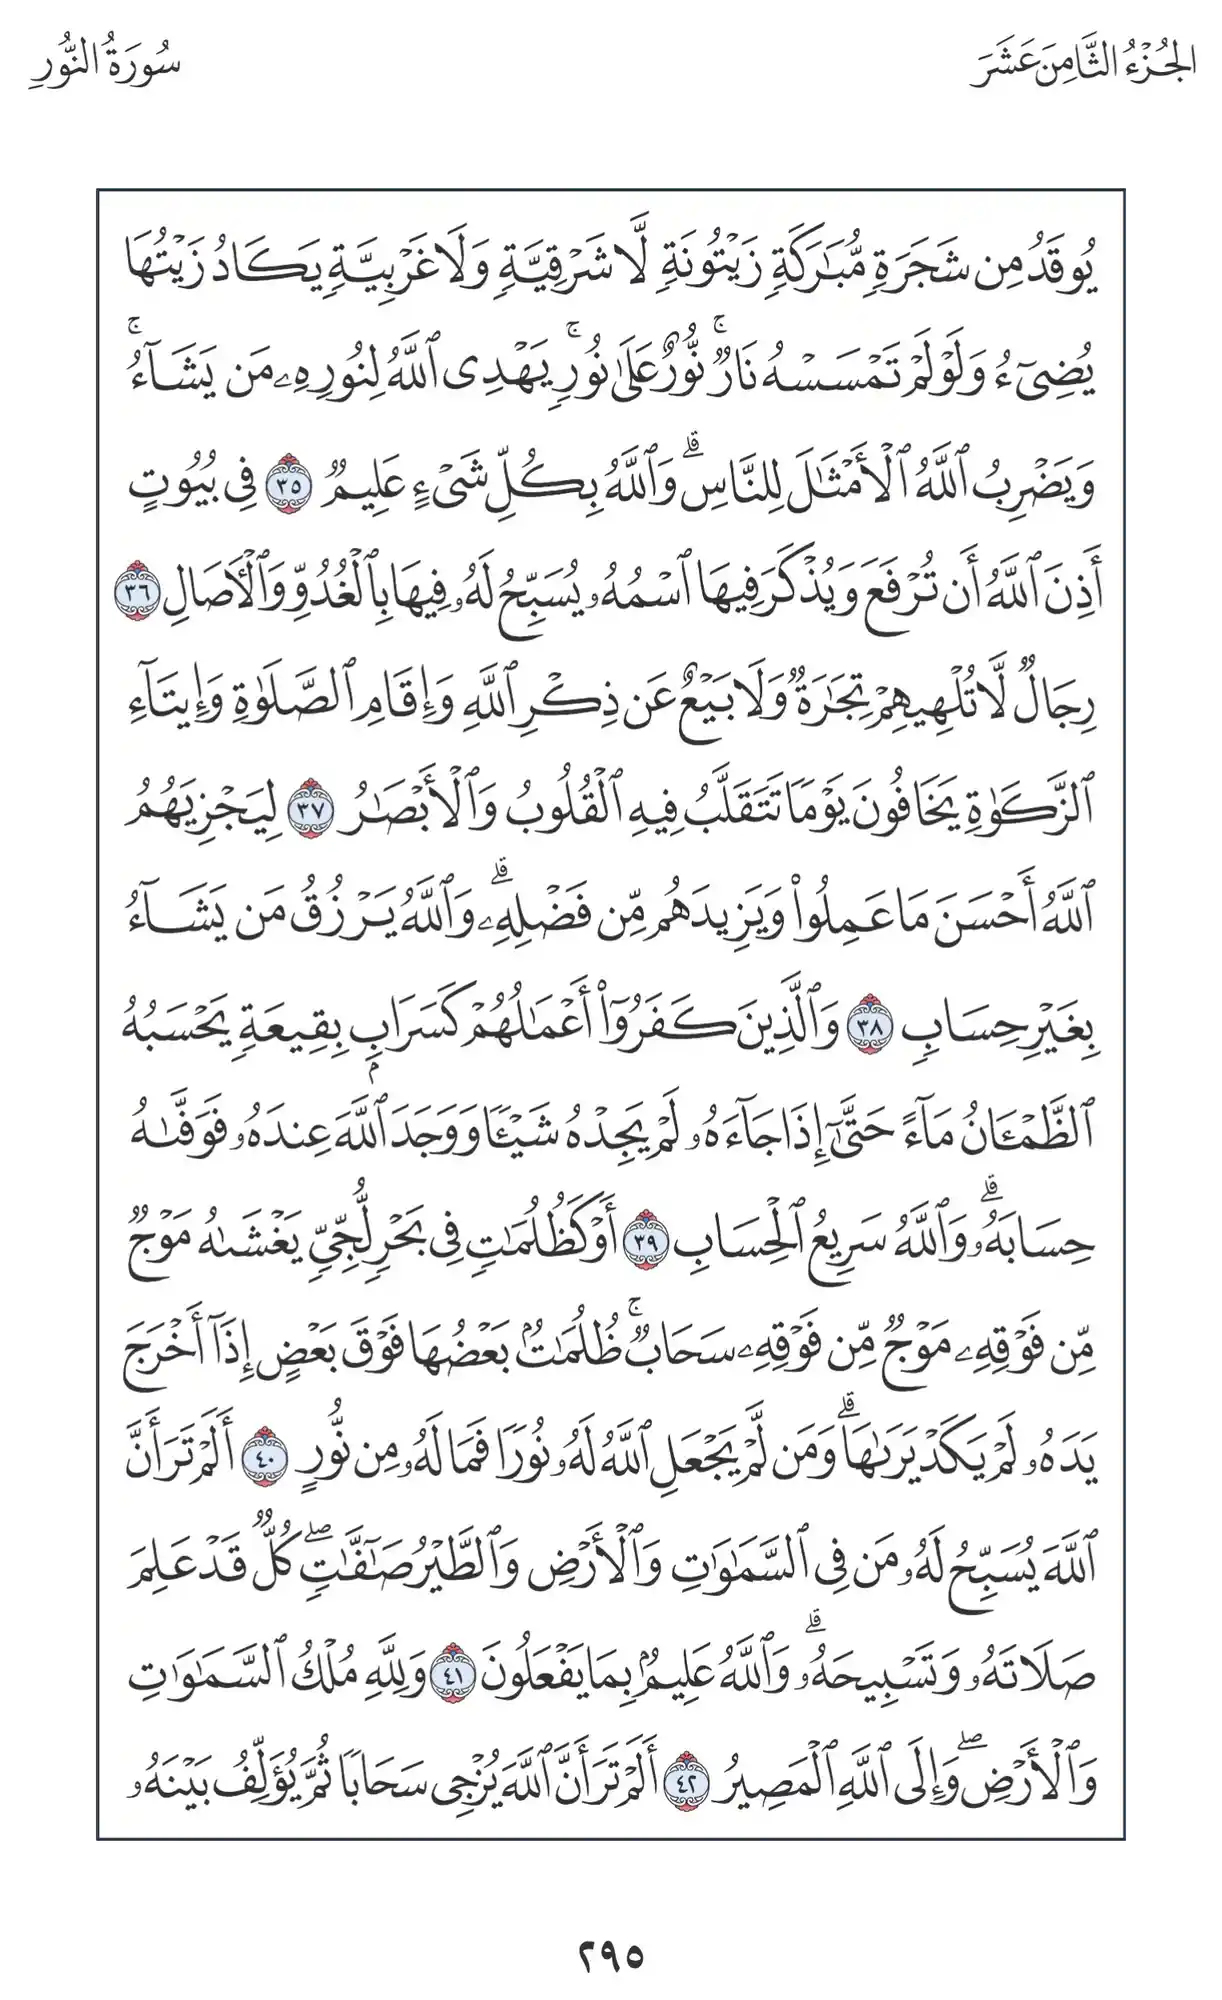 الجُزْءُ الثَّامِنَ عَشَرَ
سُورَةُ النُّورِ
يُوقَدُ مِن شَجَرَةٖ مُّبَٰرَكَةٖ زَيۡتُونَةٖ لَّا شَرۡقِيَّةٖ وَلَا غَرۡبِيَّةٖ يَكَادُ زَيۡتُهَا
يُضِيٓءُ وَلَوۡ لَمۡ تَمۡسَسۡهُ نَارٞۚ نُّورٌ عَلَىٰ نُورٖۚ يَهۡدِي ٱللَّهُ لِنُورِهِۦ مَن يَشَآءُۚ
وَيَضۡرِبُ ٱللَّهُ ٱلۡأَمۡثَٰلَ لِلنَّاسِۗ وَٱللَّهُ بِكُلِّ شَيۡءٍ عَلِيمٞ ٣٥ فِي بُيُوتٍ
أَذِنَ ٱللَّهُ أَن تُرۡفَعَ وَيُذۡكَرَ فِيهَا ٱسۡمُهُۥ يُسَبِّحُ لَهُۥ فِيهَا بِٱلۡغُدُوِّ وَٱلۡأٓصَالِ ٣٦
رِجَالٞ لَّا تُلۡهِيهِمۡ تِجَٰرَةٞ وَلَا بَيۡعٌ عَن ذِكۡرِ ٱللَّهِ وَإِقَامِ ٱلصَّلَوٰةِ وَإِيتَآءِ
ٱلزَّكَوٰةِ يَخَافُونَ يَوۡمٗا تَتَقَلَّبُ فِيهِ ٱلۡقُلُوبُ وَٱلۡأَبۡصَٰرُ ٣٧ لِيَجۡزِيَهُمُ
ٱللَّهُ أَحۡسَنَ مَا عَمِلُواْ وَيَزِيدَهُم مِّن فَضۡلِهِۦۗ وَٱللَّهُ يَرۡزُقُ مَن يَشَآءُ
بِغَيۡرِ حِسَابٖ ٣٨ وَٱلَّذِينَ كَفَرُوٓاْ أَعۡمَٰلُهُمۡ كَسَرَابِۭ بِقِيعَةٖ يَحۡسَبُهُ
ٱلظَّمۡـَٔانُ مَآءً حَتَّىٰٓ إِذَا جَآءَهُۥ لَمۡ يَجِدۡهُ شَيۡـٔٗا وَوَجَدَ ٱللَّهَ عِندَهُۥ فَوَفَّىٰهُ
حِسَابَهُۥۗ وَٱللَّهُ سَرِيعُ ٱلۡحِسَابِ ٣٩ أَوۡ كَظُلُمَٰتٖ فِي بَحۡرٖ لُّجِّيّٖ يَغۡشَىٰهُ مَوۡجٞ
مِّن فَوۡقِهِۦ مَوۡجٞ مِّن فَوۡقِهِۦ سَحَابٞۚ ظُلُمَٰتُۢ بَعۡضُهَا فَوۡقَ بَعۡضٍ إِذَآ أَخۡرَجَ
يَدَهُۥ لَمۡ يَكَدۡ يَرَىٰهَاۗ وَمَن لَّمۡ يَجۡعَلِ ٱللَّهُ لَهُۥ نُورٗا فَمَا لَهُۥ مِن نُّورٍ ٤٠ أَلَمۡ تَرَ أَنَّ
ٱللَّهَ يُسَبِّحُ لَهُۥ مَن فِي ٱلسَّمَٰوَٰتِ وَٱلۡأَرۡضِ وَٱلطَّيۡرُ صَٰٓفَّٰتٖۖ كُلّٞ قَدۡ عَلِمَ
صَلَاتَهُۥ وَتَسۡبِيحَهُۥۗ وَٱللَّهُ عَلِيمُۢ بِمَا يَفۡعَلُونَ ٤١ وَلِلَّهِ مُلۡكُ ٱلسَّمَٰوَٰتِ
وَٱلۡأَرۡضِۖ وَإِلَى ٱللَّهِ ٱلۡمَصِيرُ ٤٢ أَلَمۡ تَرَ أَنَّ ٱللَّهَ يُزۡجِي سَحَابٗا ثُمَّ يُؤَلِّفُ بَيۡنَهُۥ
٢٩٥